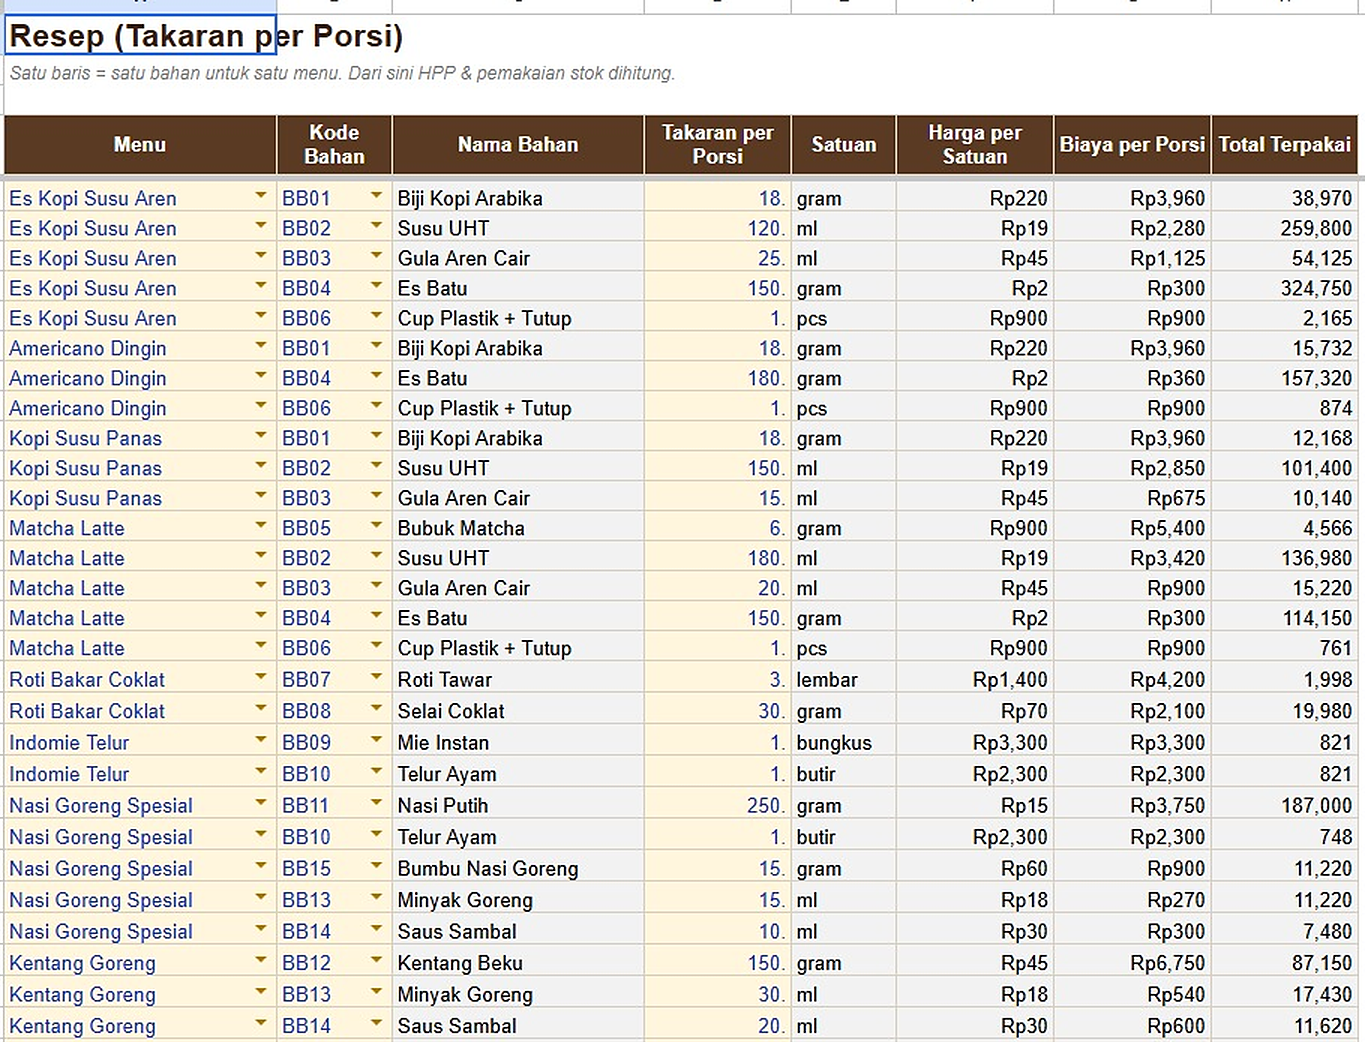 Resep (Takaran per Porsi)
Satu baris = satu bahan untuk satu menu. Dari sini HPP & pemakaian stok dihitung.
Menu Kode Bahan Nama Bahan Takaran per Porsi Satuan Harga per Satuan Biaya per Porsi Total Terpakai
Es Kopi Susu Aren BB01 Biji Kopi Arabika 18. gram Rp220 Rp3,960 38,970
Es Kopi Susu Aren BB02 Susu UHT 120. ml Rp19 Rp2,280 259,800
Es Kopi Susu Aren BB03 Gula Aren Cair 25. ml Rp45 Rp1,125 54,125
Es Kopi Susu Aren BB04 Es Batu 150. gram Rp2 Rp300 324,750
Es Kopi Susu Aren BB06 Cup Plastik + Tutup 1. pcs Rp900 Rp900 2,165
Americano Dingin BB01 Biji Kopi Arabika 18. gram Rp220 Rp3,960 15,732
Americano Dingin BB04 Es Batu 180. gram Rp2 Rp360 157,320
Americano Dingin BB06 Cup Plastik + Tutup 1. pcs Rp900 Rp900 874
Kopi Susu Panas BB01 Biji Kopi Arabika 18. gram Rp220 Rp3,960 12,168
Kopi Susu Panas BB02 Susu UHT 150. ml Rp19 Rp2,850 101,400
Kopi Susu Panas BB03 Gula Aren Cair 15. ml Rp45 Rp675 10,140
Matcha Latte BB05 Bubuk Matcha 6. gram Rp900 Rp5,400 4,566
Matcha Latte BB02 Susu UHT 180. ml Rp19 Rp3,420 136,980
Matcha Latte BB03 Gula Aren Cair 20. ml Rp45 Rp900 15,220
Matcha Latte BB04 Es Batu 150. gram Rp2 Rp300 114,150
Matcha Latte BB06 Cup Plastik + Tutup 1. pcs Rp900 Rp900 761
Roti Bakar Coklat BB07 Roti Tawar 3. lembar Rp1,400 Rp4,200 1,998
Roti Bakar Coklat BB08 Selai Coklat 30. gram Rp70 Rp2,100 19,980
Indomie Telur BB09 Mie Instan 1. bungkus Rp3,300 Rp3,300 821
Indomie Telur BB10 Telur Ayam 1. butir Rp2,300 Rp2,300 821
Nasi Goreng Spesial BB11 Nasi Putih 250. gram Rp15 Rp3,750 187,000
Nasi Goreng Spesial BB10 Telur Ayam 1. butir Rp2,300 Rp2,300 748
Nasi Goreng Spesial BB15 Bumbu Nasi Goreng 15. gram Rp60 Rp900 11,220
Nasi Goreng Spesial BB13 Minyak Goreng 15. ml Rp18 Rp270 11,220
Nasi Goreng Spesial BB14 Saus Sambal 10. ml Rp30 Rp300 7,480
Kentang Goreng BB12 Kentang Beku 150. gram Rp45 Rp6,750 87,150
Kentang Goreng BB13 Minyak Goreng 30. ml Rp18 Rp540 17,430
Kentang Goreng BB14 Saus Sambal 20. ml Rp30 Rp600 11,620